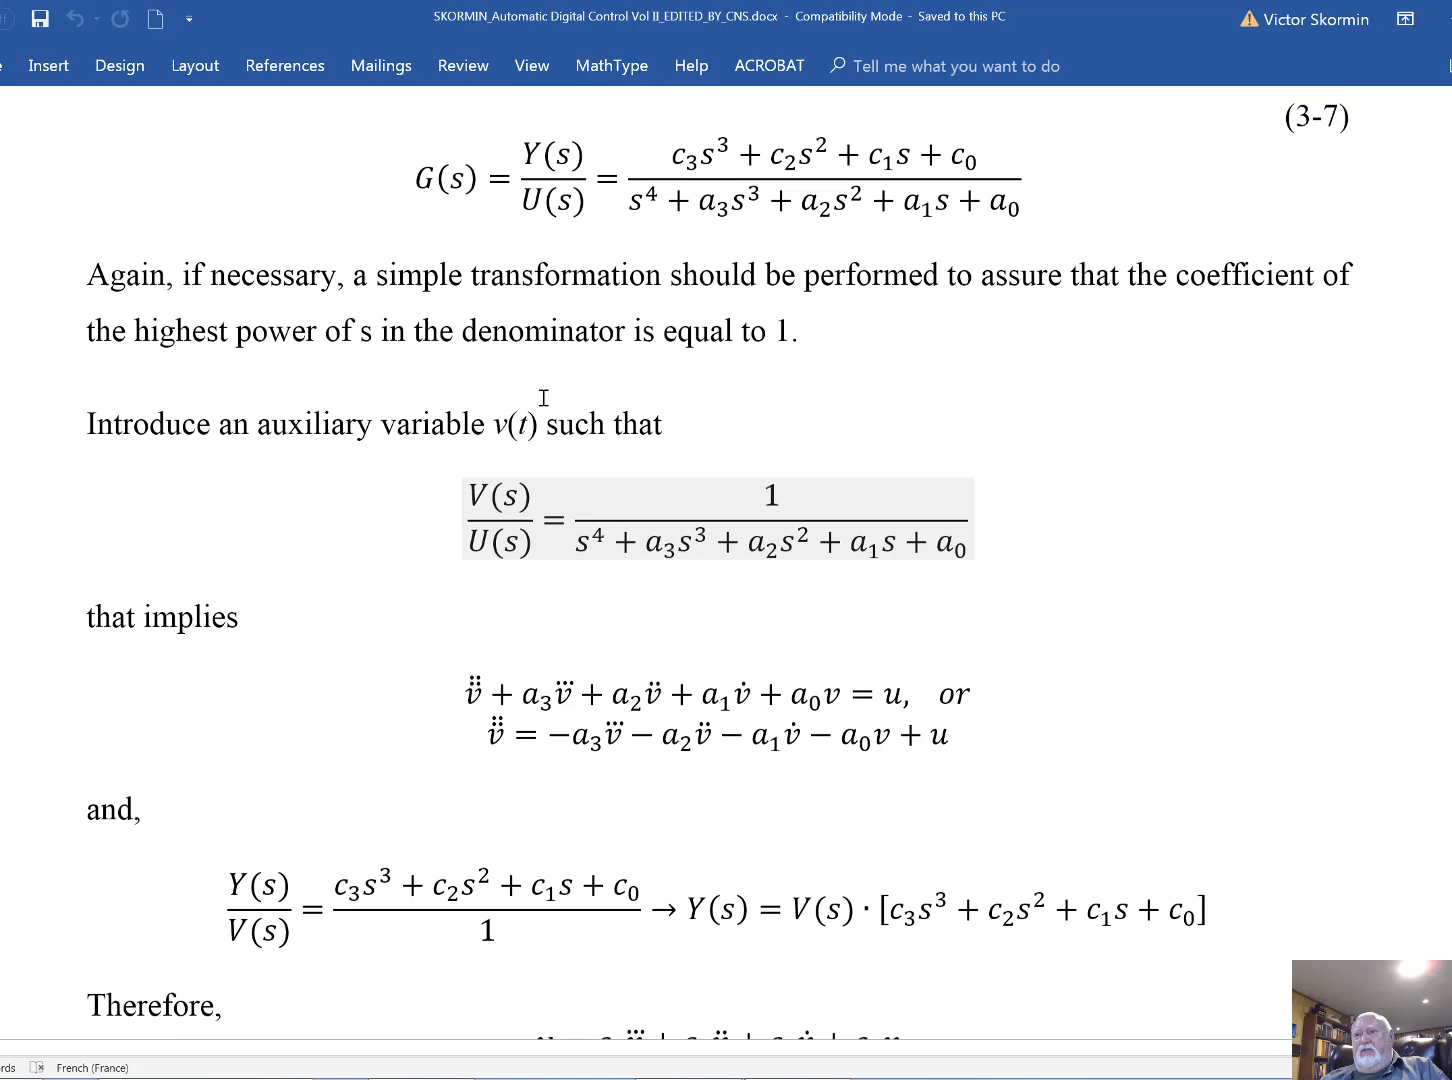 SKORMIN_Automatic Digital Control Vol II_EDITED_BY_CNS.docx - Compatibility Mode - Saved to this PC
Victor Skormin
Insert Design Layout References Mailings Review View MathType Help ACROBAT Tell me what you want to do
(3-7)
G(s) = Y(s)/U(s) = (c₃s³ + c₂s² + c₁s + c₀)/(s⁴ + a₃s³ + a₂s² + a₁s + a₀)
Again, if necessary, a simple transformation should be performed to assure that the coefficient of
the highest power of s in the denominator is equal to 1.
Introduce an auxiliary variable v(t) such that
V(s)/U(s) = 1/(s⁴ + a₃s³ + a₂s² + a₁s + a₀)
that implies
v⃜ + a₃v⃛ + a₂v̈ + a₁v̇ + a₀v = u, or
v⃜ = −a₃v⃛ − a₂v̈ − a₁v̇ − a₀v + u
and,
Y(s)/V(s) = (c₃s³ + c₂s² + c₁s + c₀)/1 → Y(s) = V(s) · [c₃s³ + c₂s² + c₁s + c₀]
Therefore,
French (France)